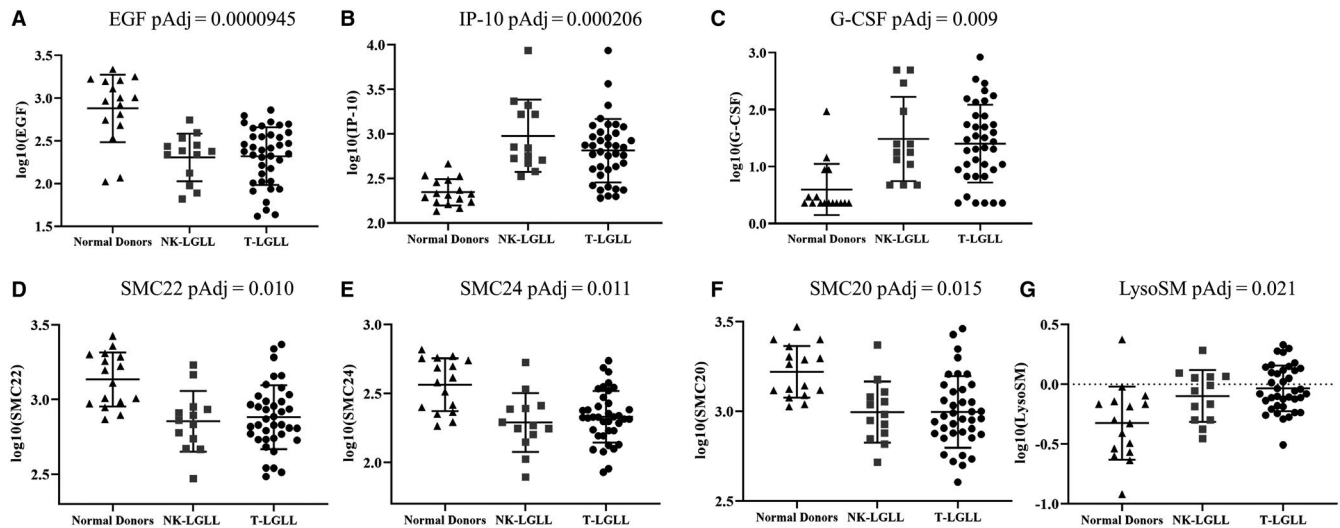 A EGF pAdj = 0.0000945
log10(EGF)
3.5
3.0
2.5
2.0
1.5
Normal Donors NK-LGLL T-LGLL
B IP-10 pAdj = 0.000206
log10(IP-10)
4.0
3.5
3.0
2.5
2.0
Normal Donors NK-LGLL T-LGLL
C G-CSF pAdj = 0.009
log10(G-CSF)
3.0
2.0
1.0
0.0
Normal Donors NK-LGLL T-LGLL
D SMC22 pAdj = 0.010
log10(SMC22)
3.5
3.0
2.5
Normal Donors NK-LGLL T-LGLL
E SMC24 pAdj = 0.011
log10(SMC24)
3.0
2.5
2.0
Normal Donors NK-LGLL T-LGLL
F SMC20 pAdj = 0.015
log10(SMC20)
3.5
3.0
2.5
Normal Donors NK-LGLL T-LGLL
G LysoSM pAdj = 0.021
log10(LysoSM)
0.5
0.0
-0.5
-1.0
Normal Donors NK-LGLL T-LGLL